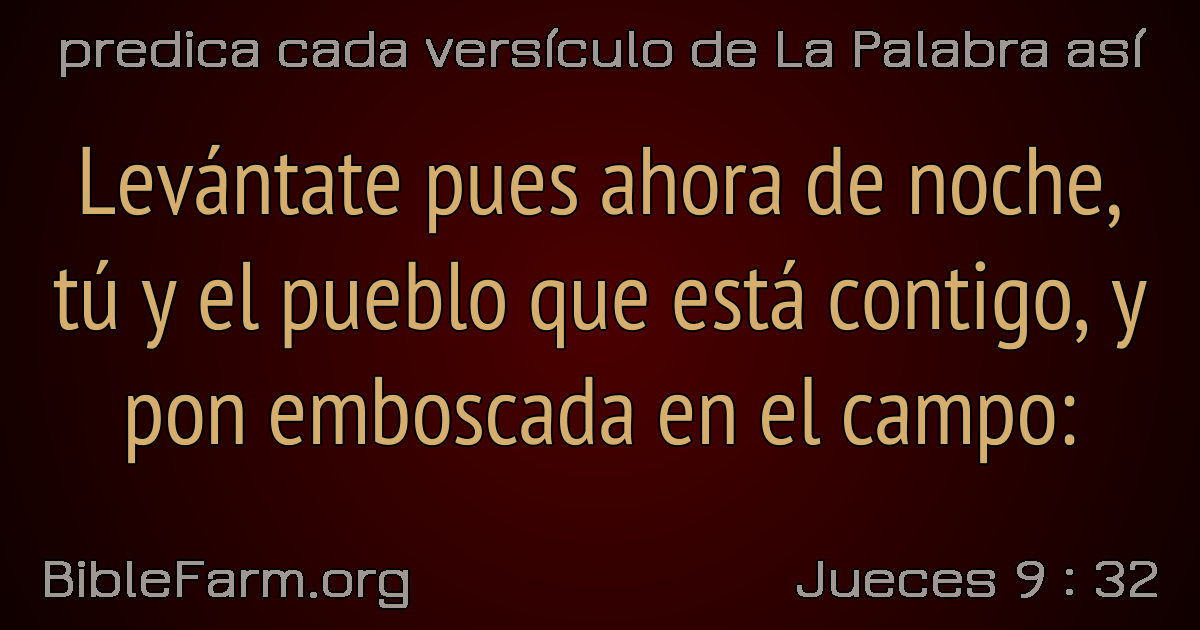 predica cada versículo de La Palabra así
Levántate pues ahora de noche,
tú y el pueblo que está contigo, y
pon emboscada en el campo:
BibleFarm.org
Jueces 9 : 32